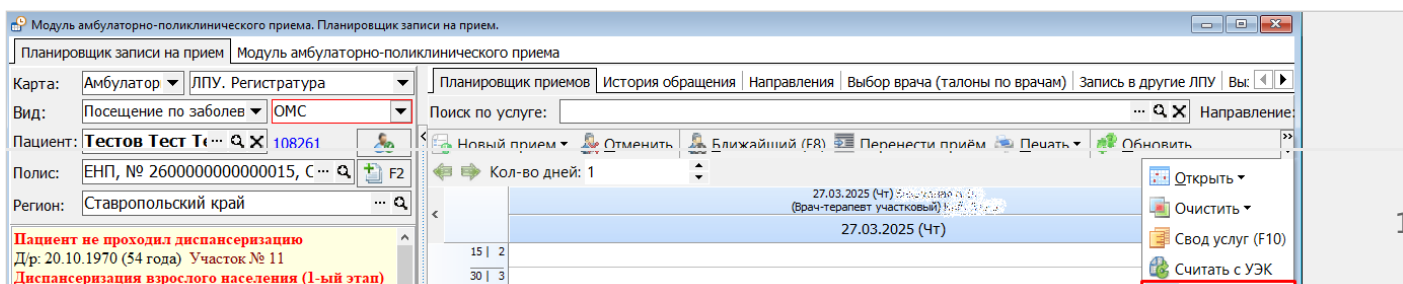 Модуль амбулаторно-поликлинического приема. Планировщик записи на прием.
Планировщик записи на прием Модуль амбулаторно-поликлинического приема
Карта: Амбулатор ЛПУ. Регистратура
Вид: Посещение по заболев ОМС
Пациент: Тестов Тест Те ... 108261
Полис: ЕНП, № 2600000000000015, С ... F2
Регион: Ставропольский край ...
Пациент не проходил диспансеризацию
Д/р: 20.10.1970 (54 года) Участок № 11
Диспансеризация взрослого населения (1-ый этап)
Планировщик приемов История обращения Направления Выбор врача (талоны по врачам) Запись в другие ЛПУ Вы:
Поиск по услуге: ... Направление:
Новый прием Отменить Ближайший (F8) Перенести приём Печать Обновить
Кол-во дней: 1
27.03.2025 (Чт)
(Врач-терапевт участковый)
27.03.2025 (Чт)
15 | 2
30 | 3
Открыть
Очистить
Свод услуг (F10)
Считать с УЭК
1